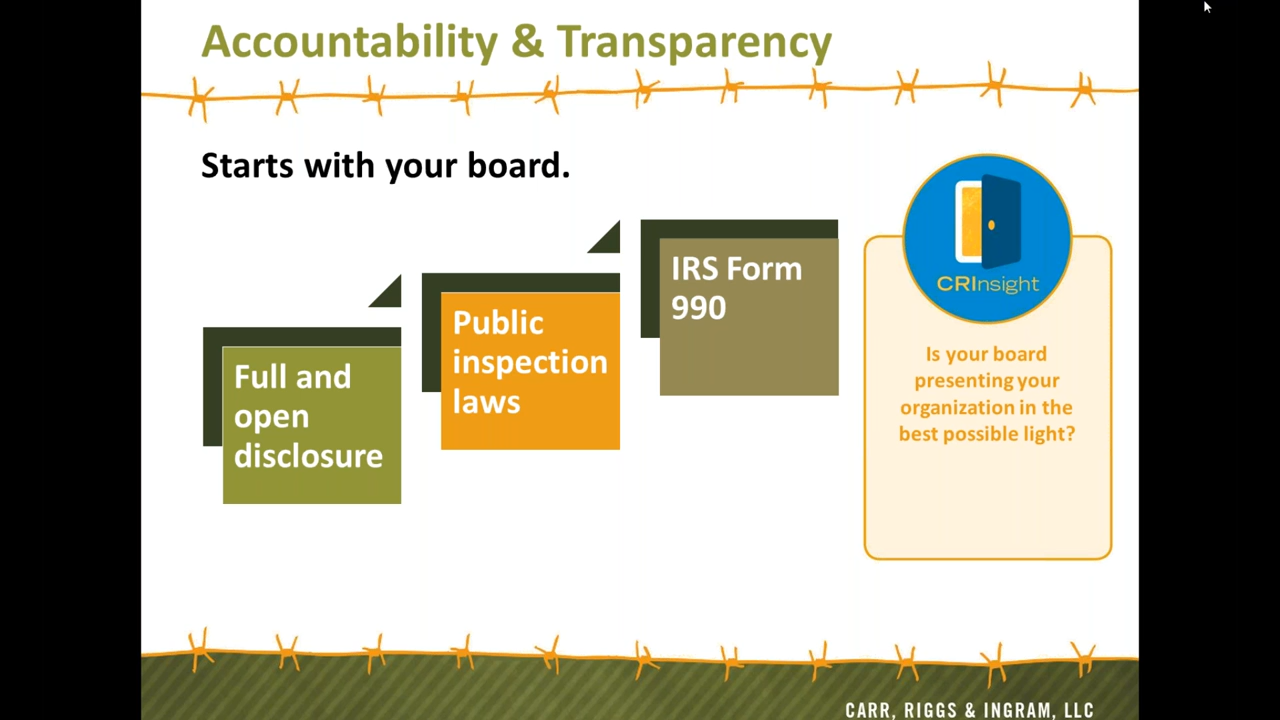 Accountability & Transparency
Starts with your board.
Full and
open
disclosure
Public
inspection
laws
IRS Form
990
CRInsight
Is your board
presenting your
organization in the
best possible light?
CARR, RIGGS & INGRAM, LLC